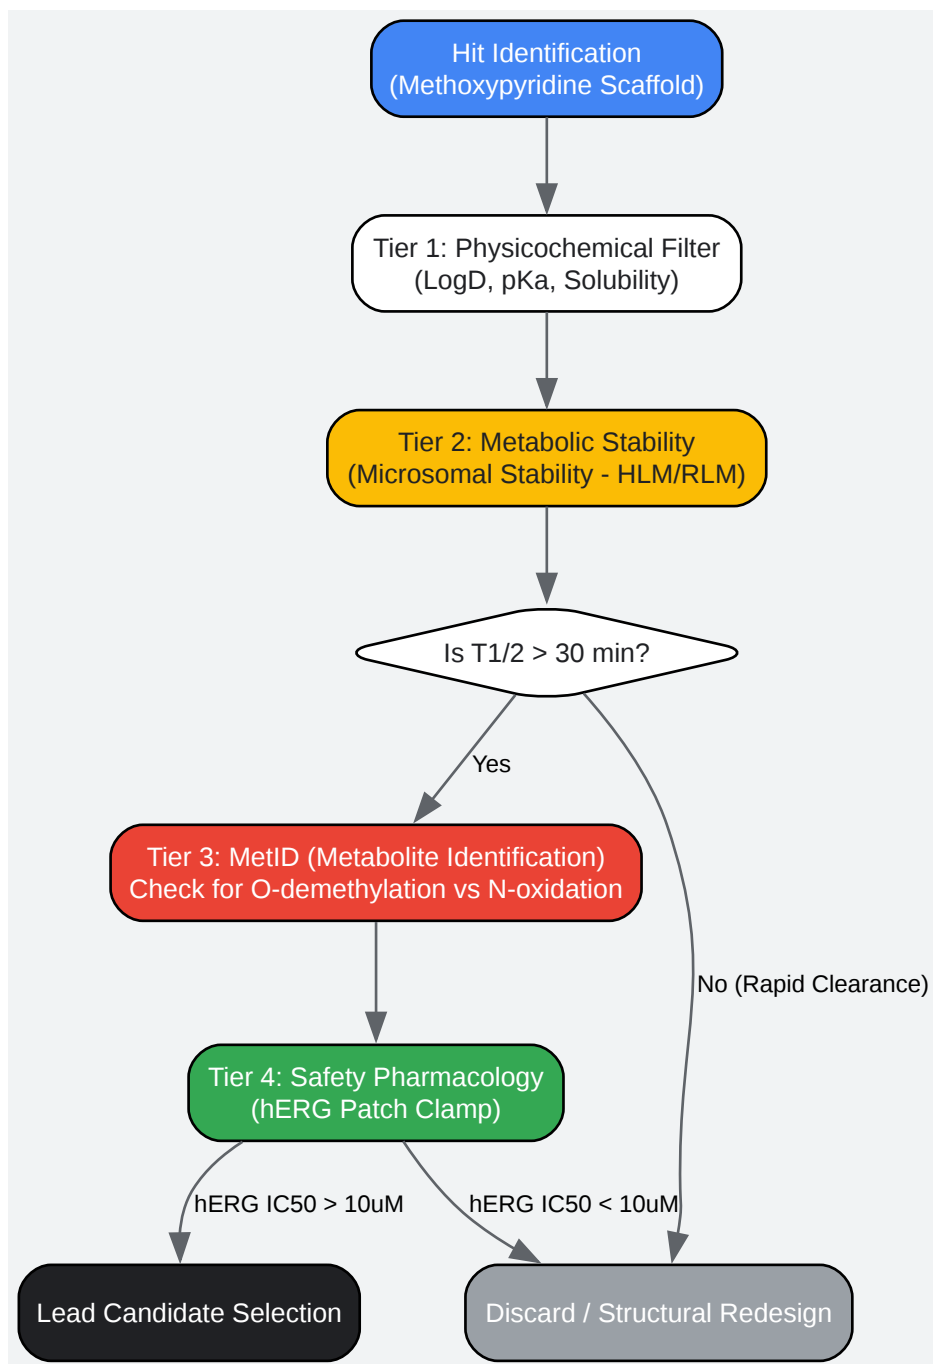 Hit Identification
(Methoxypyridine Scaffold)
Tier 1: Physicochemical Filter
(LogD, pKa, Solubility)
Tier 2: Metabolic Stability
(Microsomal Stability - HLM/RLM)
Is T1/2 > 30 min?
Yes
Tier 3: MetID (Metabolite Identification)
Check for O-demethylation vs N-oxidation
No (Rapid Clearance)
Tier 4: Safety Pharmacology
(hERG Patch Clamp)
hERG IC50 > 10uM
hERG IC50 < 10uM
Lead Candidate Selection
Discard / Structural Redesign